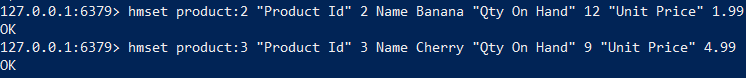 127.0.0.1:6379> hmset product:2 "Product Id" 2 Name Banana "Qty On Hand" 12 "Unit Price" 1.99
OK
127.0.0.1:6379> hmset product:3 "Product Id" 3 Name Cherry "Qty On Hand" 9 "Unit Price" 4.99
OK